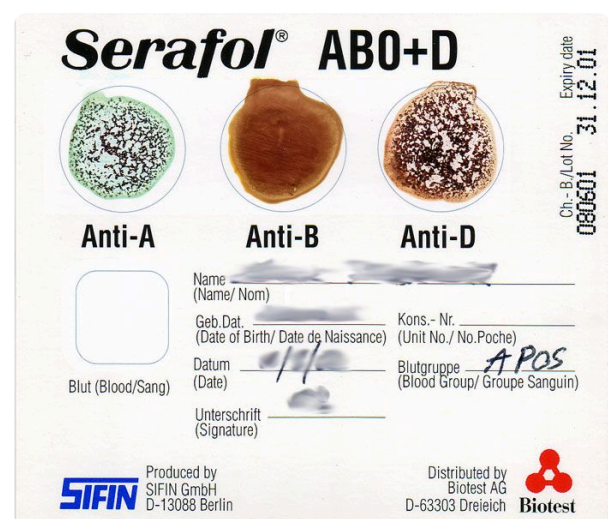 Serafol® ABO+D
Expiry date
31.12.01
Ch.- B./Lot No.
080601
Anti-A
Anti-B
Anti-D
Name
(Name/ Nom)
Geb.Dat.
(Date of Birth/ Date de Naissance)
Kons.- Nr.
(Unit No./ No.Poche)
Datum
(Date)
Blutgruppe A POS
(Blood Group/ Groupe Sanguin)
Blut (Blood/Sang)
Unterschrift
(Signature)
SIFIN
Produced by
SIFIN GmbH
D-13088 Berlin
Distributed by
Biotest AG
D-63303 Dreieich
Biotest